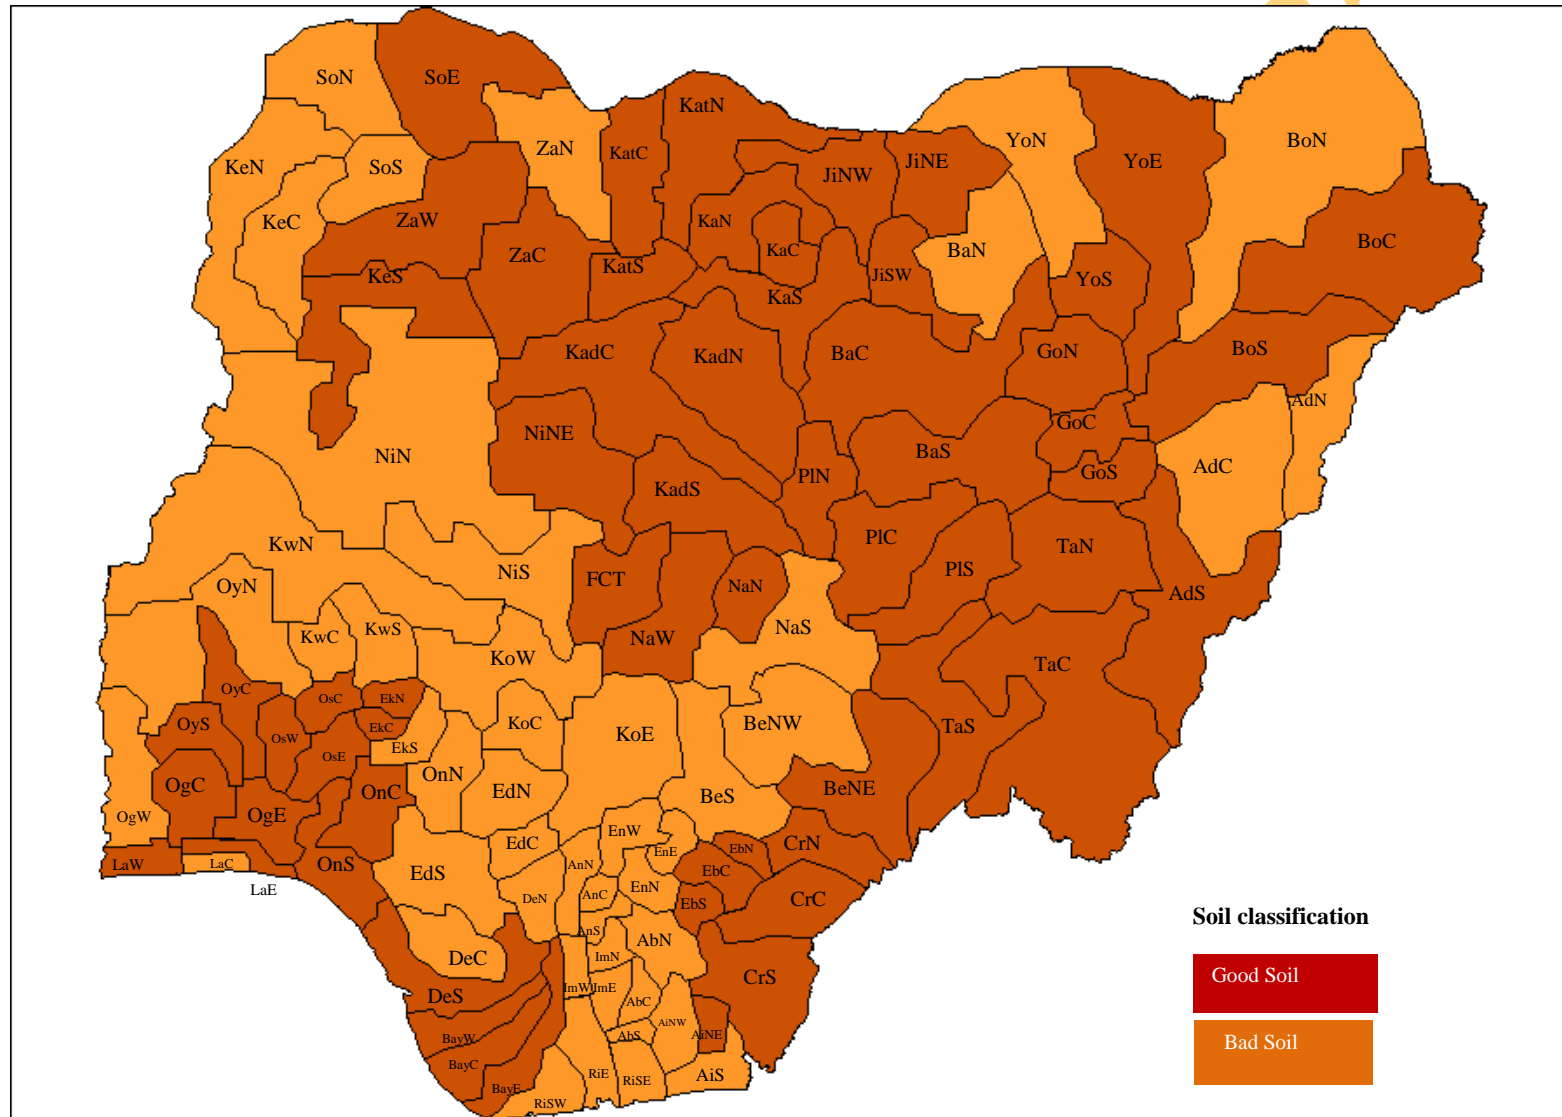 SoN
SoE
KatN
ZaN
KatC
YoN
BoN
KeN
SoS
JiNW
JiNE
YoE
KeC
ZaW
KaN
KaC
BaN
BoC
ZaC
KatS
KeS
JiSW
YoS
KaS
KadC
KadN
BaC
GoN
BoS
AdN
NiNE
GoC
NiN
BaS
AdC
PlN
GoS
KadS
KwN
PlC
TaN
NiS
FCT
PlS
OyN
NaN
AdS
KwC
KwS
NaS
NaW
KoW
TaC
OyC
OsC
EkN
OyS
EkC
KoC
BeNW
TaS
OsW
KoE
EkS
OsE
OnN
OgC
OnC
EdN
BeNE
BeS
OgW
OgE
EnW
EdC
CrN
EnE
EbN
LaW
LaC
OnS
AnN
EbC
EdS
LaE
EnN
AnC
DeN
CrC
EbS
Soil classification
AnS
AbN
DeC
ImN
CrS
Good Soil
ImW
ImE
DeS
AbC
AiNW
BayW
AbS
AiNE
Bad Soil
BayC
RiE
RiSE
AiS
BayE
RiSW